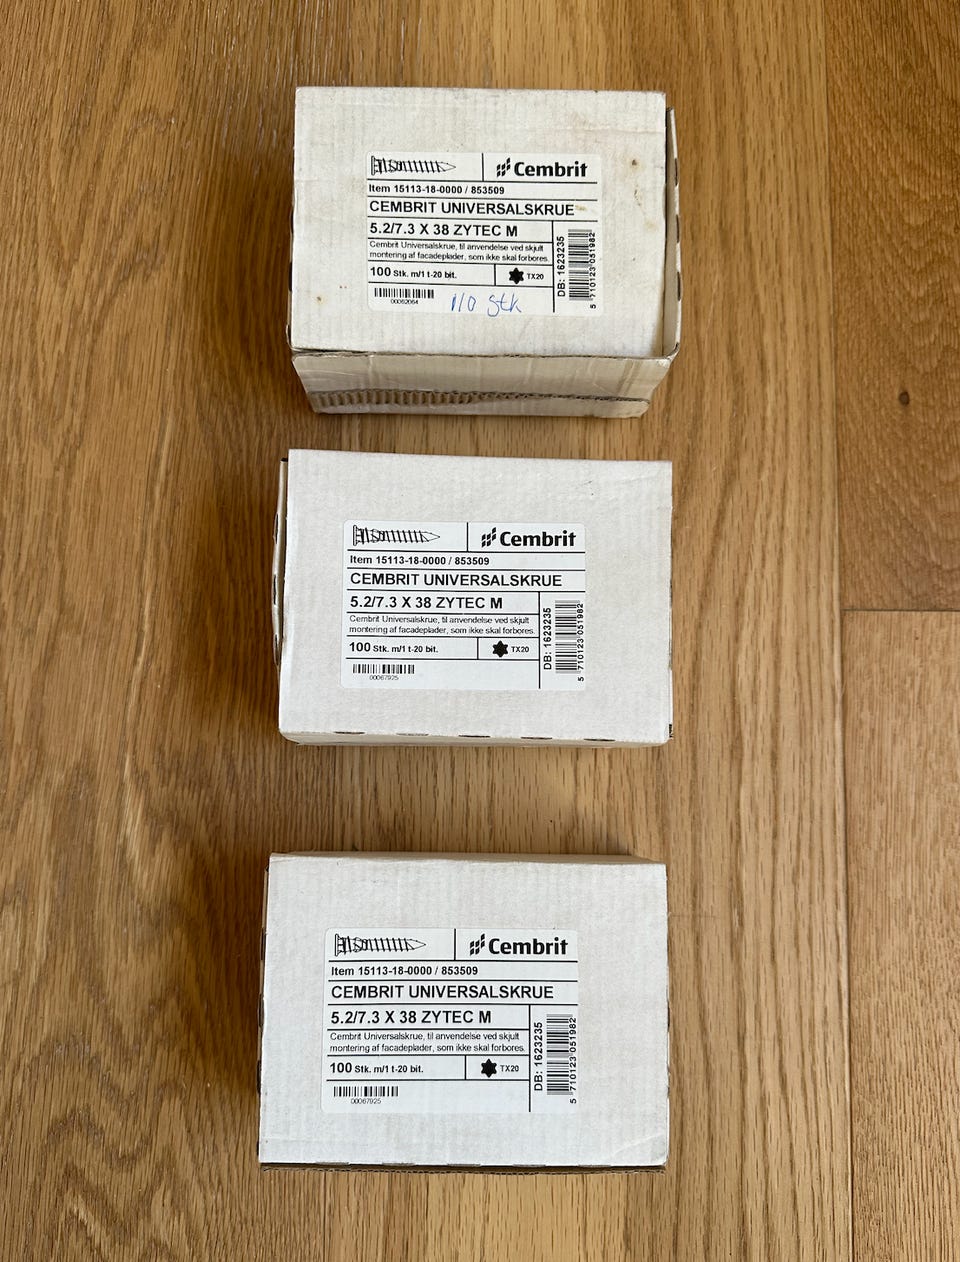 Cembrit
Item 15113-18-0000 / 853509
CEMBRIT UNIVERSALSKRUE
5.2/7.3 X 38 ZYTEC M
Cembrit Universalskrue, til anvendelse ved skjult
montering af facadeplader, som ikke skal forbores.
100 Stk. m/1 t-20 bit.
TX20
DB: 1623235
5 710123 051982
00062064
110 stk
Cembrit
Item 15113-18-0000 / 853509
CEMBRIT UNIVERSALSKRUE
5.2/7.3 X 38 ZYTEC M
Cembrit Universalskrue, til anvendelse ved skjult
montering af facadeplader, som ikke skal forbores.
100 Stk. m/1 t-20 bit.
TX20
DB: 1623235
5 710123 051982
00067925
Cembrit
Item 15113-18-0000 / 853509
CEMBRIT UNIVERSALSKRUE
5.2/7.3 X 38 ZYTEC M
Cembrit Universalskrue, til anvendelse ved skjult
montering af facadeplader, som ikke skal forbores.
100 Stk. m/1 t-20 bit.
TX20
DB: 1623235
5 710123 051982
00067925